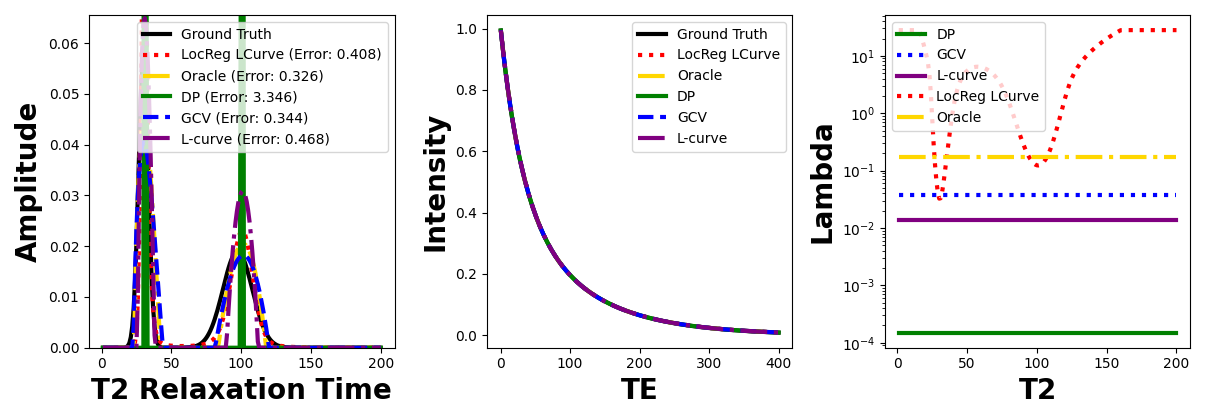 Amplitude
0.06
0.05
0.04
0.03
0.02
0.01
0.00
0
50
100
150
200
T2 Relaxation Time
Ground Truth
LocReg LCurve (Error: 0.408)
Oracle (Error: 0.326)
DP (Error: 3.346)
GCV (Error: 0.344)
L-curve (Error: 0.468)
Intensity
1.0
0.8
0.6
0.4
0.2
0.0
0
100
200
300
400
TE
Ground Truth
LocReg LCurve
Oracle
DP
GCV
L-curve
Lambda
10¹
10⁰
10⁻¹
10⁻²
10⁻³
10⁻⁴
0
50
100
150
200
T2
DP
GCV
L-curve
LocReg LCurve
Oracle